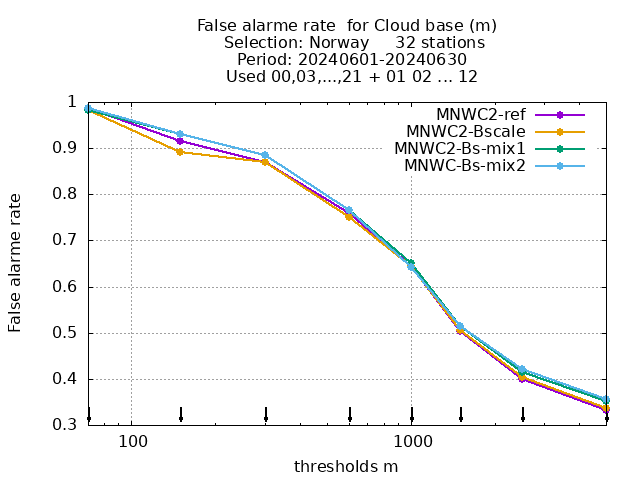 False alarme rate  for Cloud base (m)
Selection: Norway     32 stations
Period: 20240601-20240630
Used 00,03,...,21 + 01 02 ... 12
MNWC2-ref
MNWC2-Bscale
MNWC2-Bs-mix1
MNWC-Bs-mix2
False alarme rate
1
0.9
0.8
0.7
0.6
0.5
0.4
0.3
100
1000
thresholds m